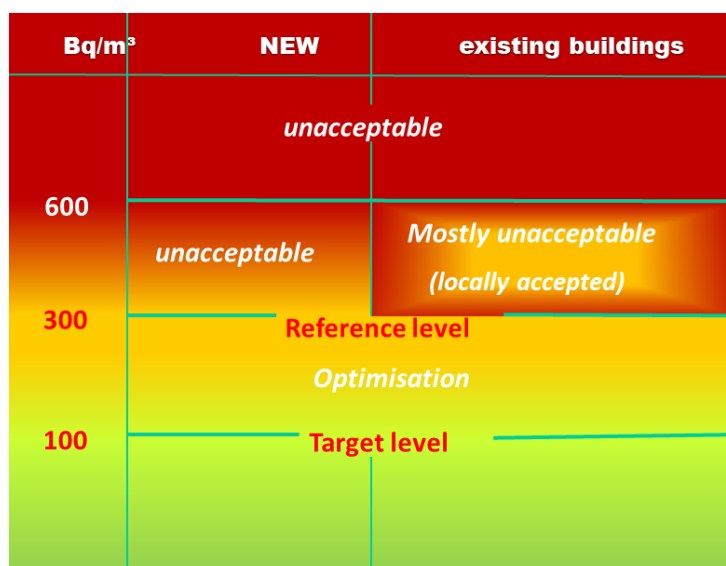 Bq/m³ NEW existing buildings
unacceptable
600
unacceptable
Mostly unacceptable
(locally accepted)
300
Reference level
Optimisation
100
Target level